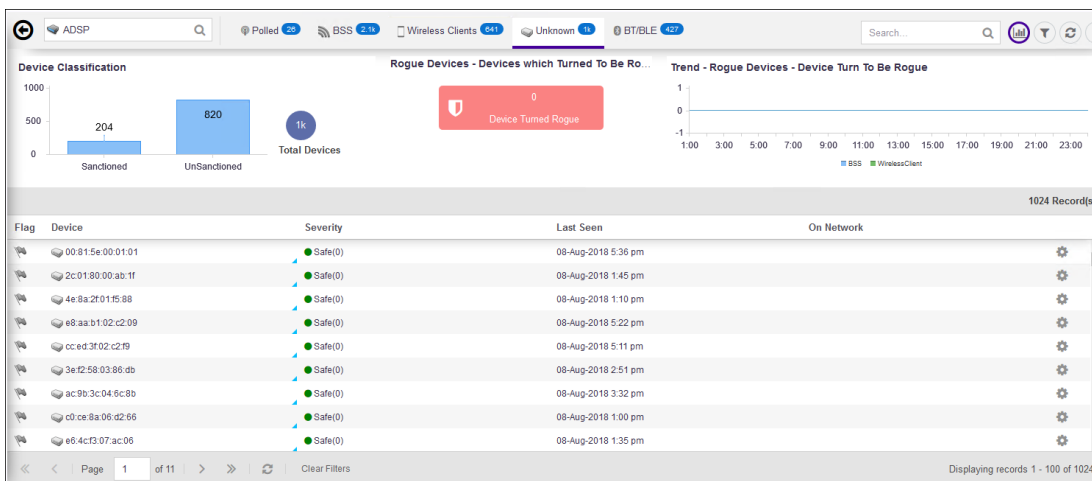 ADSP
Polled 26
BSS 2.1k
Wireless Clients 641
Unknown 1k
BT/BLE 427
Search...
Device Classification
1000
500
0
204
820
Sanctioned
UnSanctioned
1k
Total Devices
Rogue Devices - Devices which Turned To Be Ro...
0
Device Turned Rogue
Trend - Rogue Devices - Device Turn To Be Rogue
1
0
-1
1:00 3:00 5:00 7:00 9:00 11:00 13:00 15:00 17:00 19:00 21:00 23:00
BSS WirelessClient
1024 Record(s
Flag Device Severity Last Seen On Network
00:81:5e:00:01:01 Safe(0) 08-Aug-2018 5:36 pm
2c:01:80:00:ab:1f Safe(0) 08-Aug-2018 1:45 pm
4e:8a:2f:01:f5:88 Safe(0) 08-Aug-2018 1:10 pm
e8:aa:b1:02:c2:09 Safe(0) 08-Aug-2018 5:22 pm
cc:ed:3f:02:c2:f9 Safe(0) 08-Aug-2018 5:11 pm
3e:f2:58:03:86:db Safe(0) 08-Aug-2018 2:51 pm
ac:9b:3c:04:6c:8b Safe(0) 08-Aug-2018 3:32 pm
c0:ce:8a:06:d2:66 Safe(0) 08-Aug-2018 1:00 pm
e6:4c:f3:07:ac:06 Safe(0) 08-Aug-2018 1:35 pm
Page 1 of 11 Clear Filters Displaying records 1 - 100 of 1024